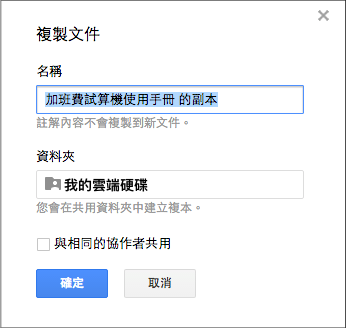 複製文件
名稱
加班費試算機使用手冊 的副本
註解內容不會複製到新文件。
資料夾
我的雲端硬碟
您會在共用資料夾中建立複本。
與相同的協作者共用
確定
取消